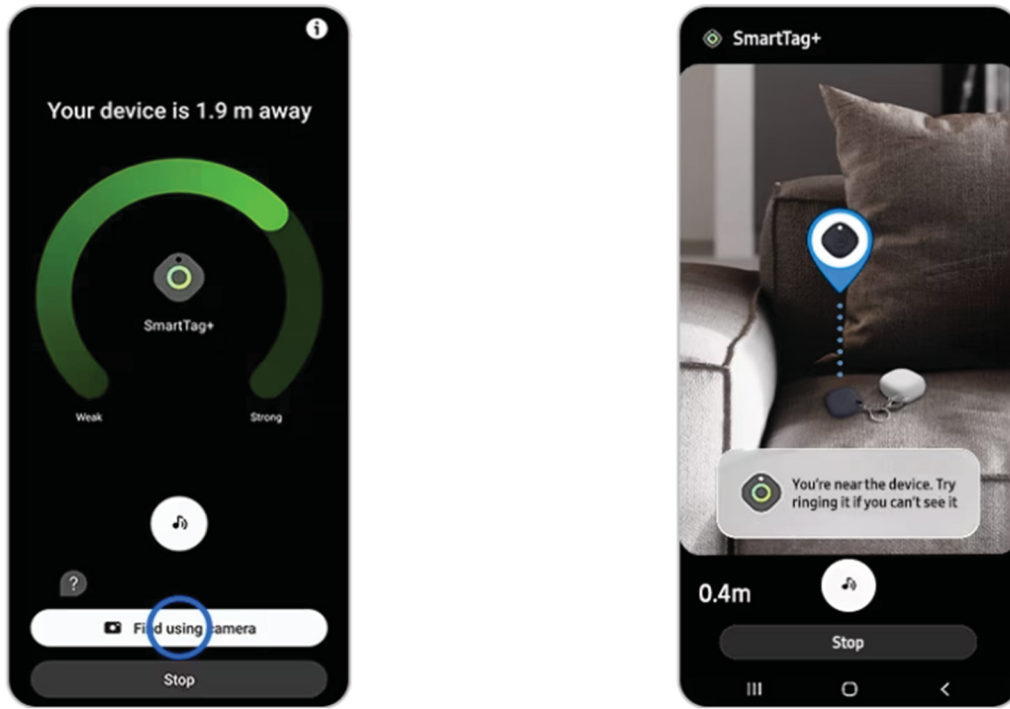 Your device is 1.9 m away
SmartTag+
Weak
Strong
?
Find using camera
Stop
SmartTag+
You're near the device. Try
ringing it if you can't see it
0.4m
Stop